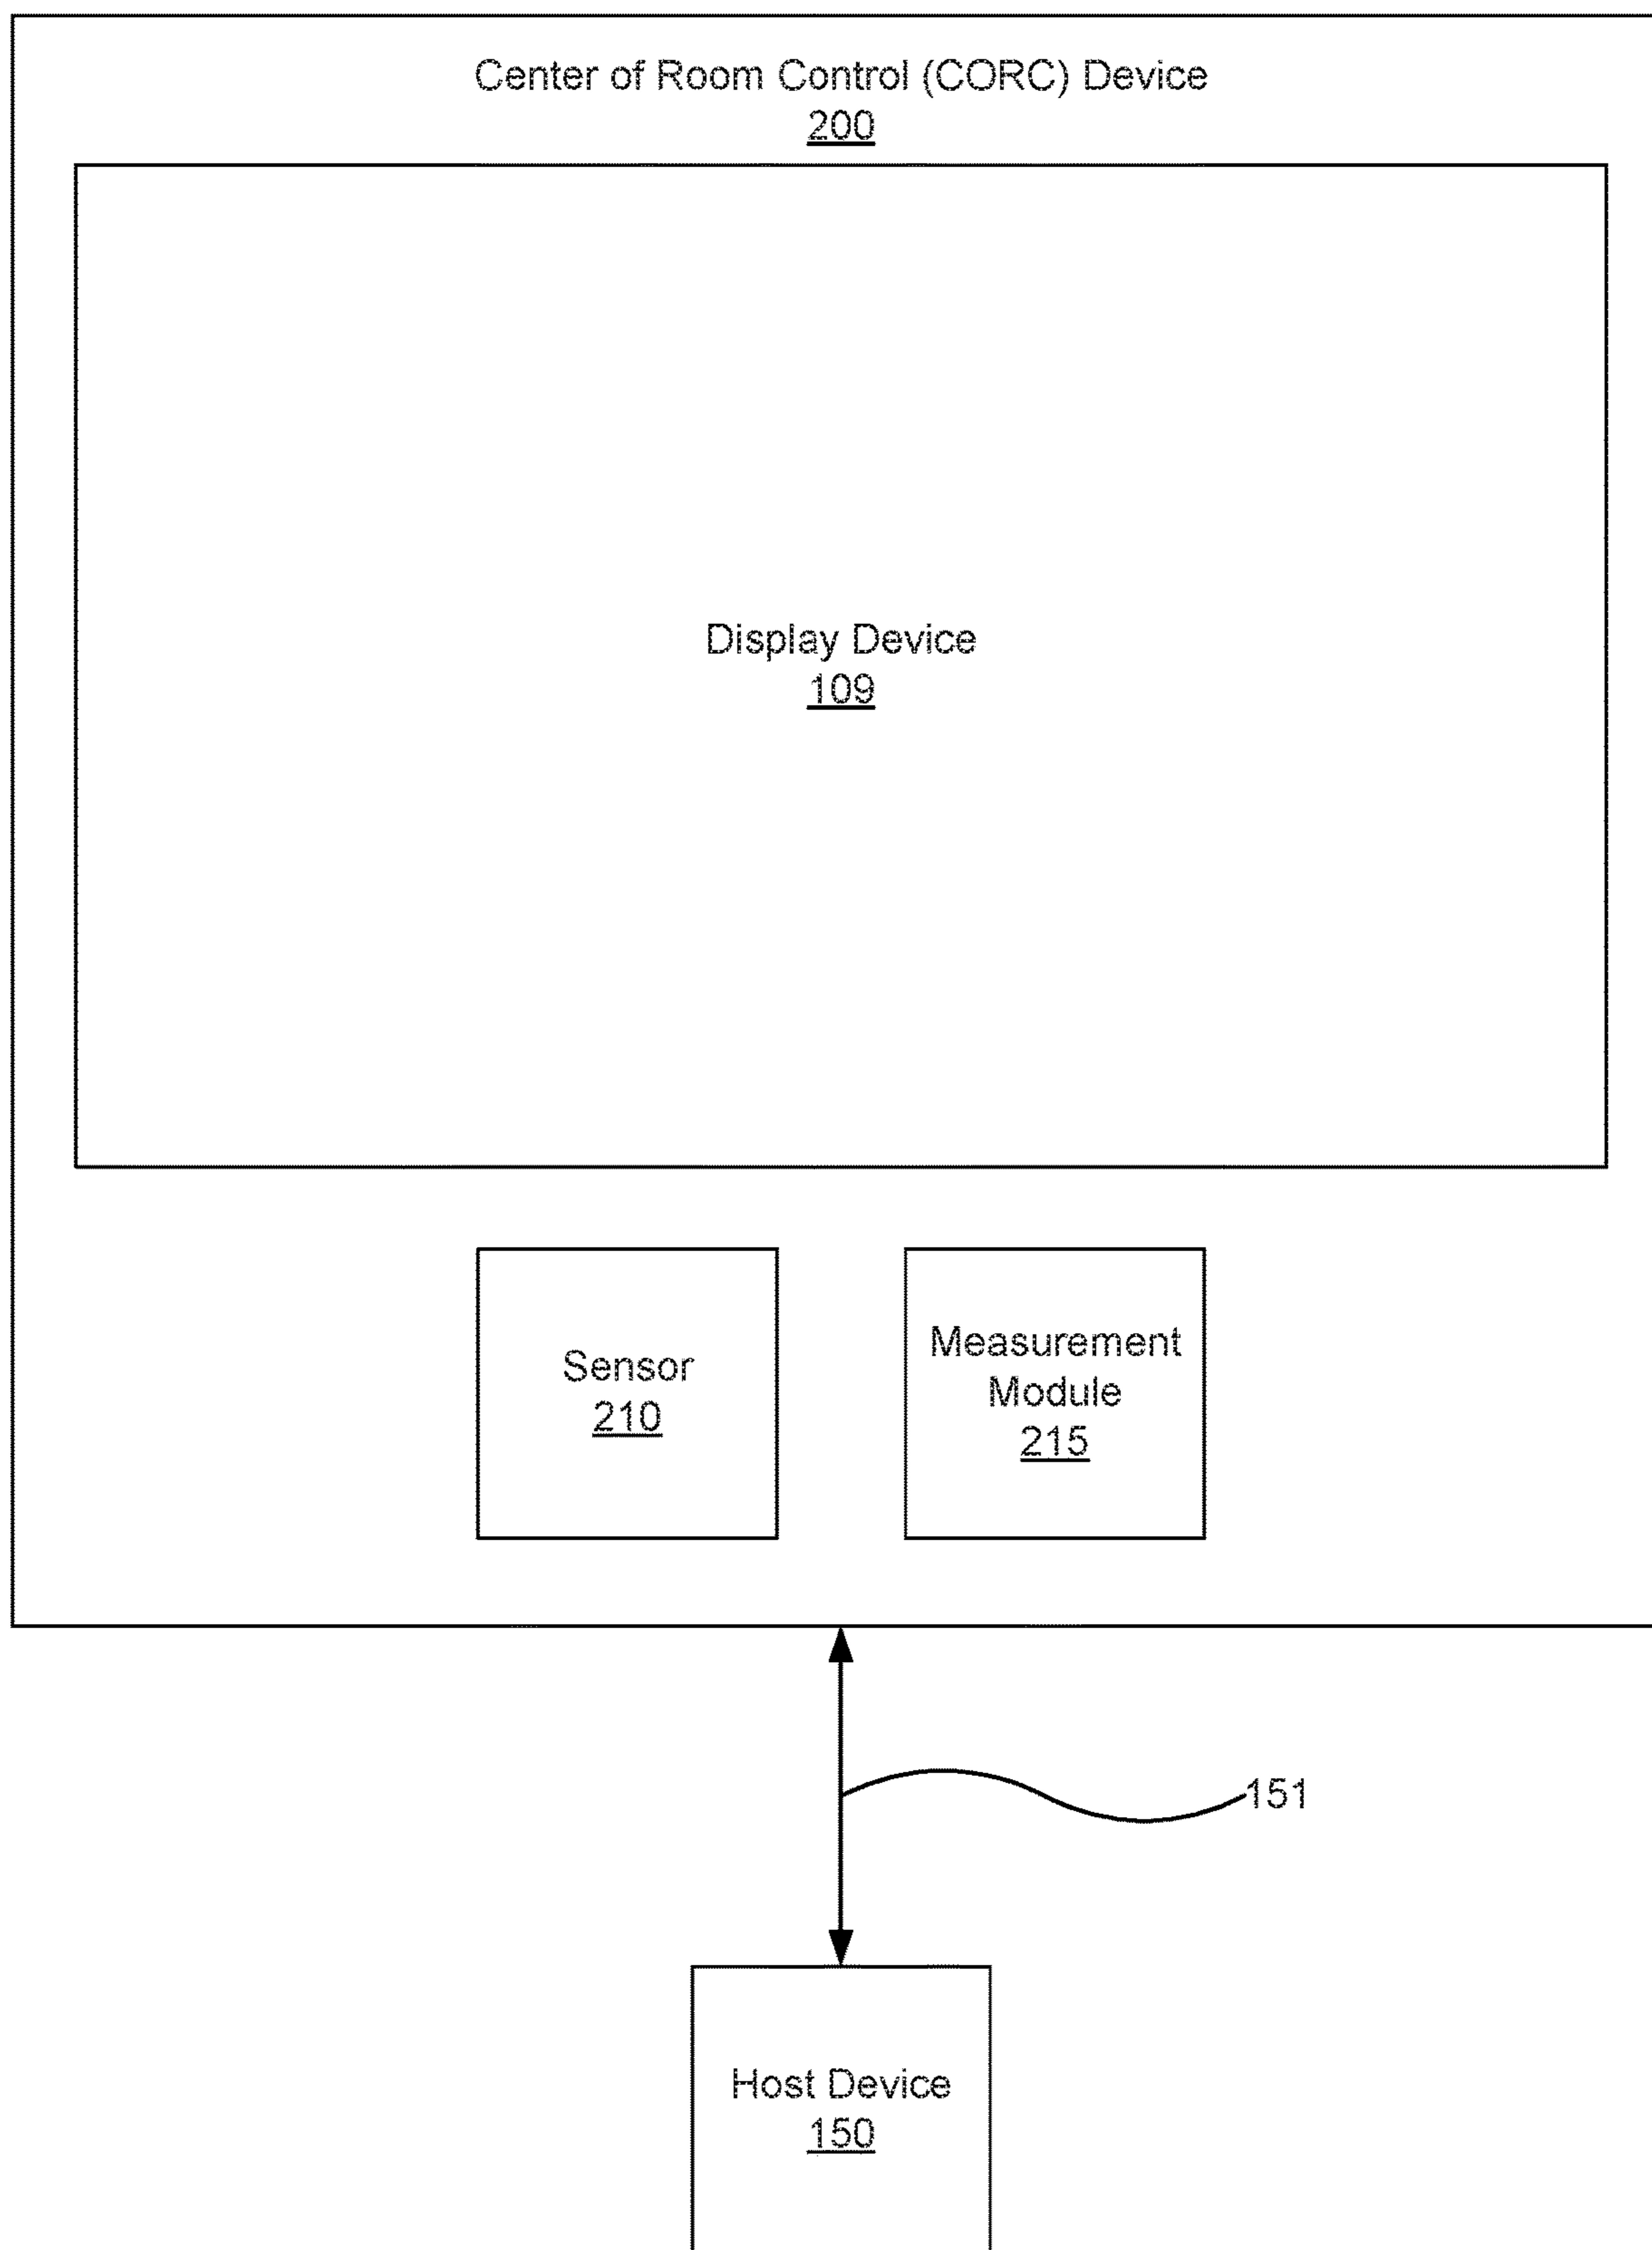 Center of Room Control (CORC) Device
200
Display Device
109
Sensor
210
Measurement
Module
215
151
Host Device
150